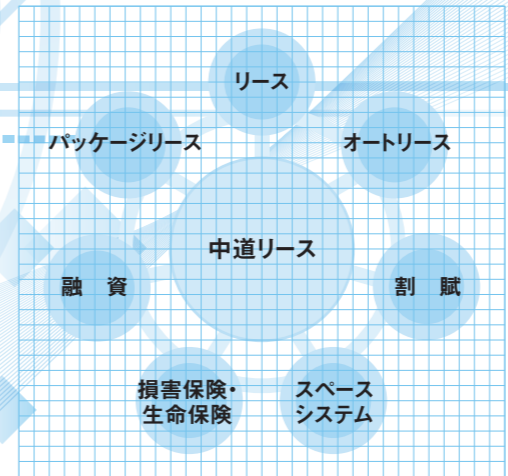 リース
パッケージリース
オートリース
中道リース
融　資
割　賦
損害保険・
生命保険
スペース
システム